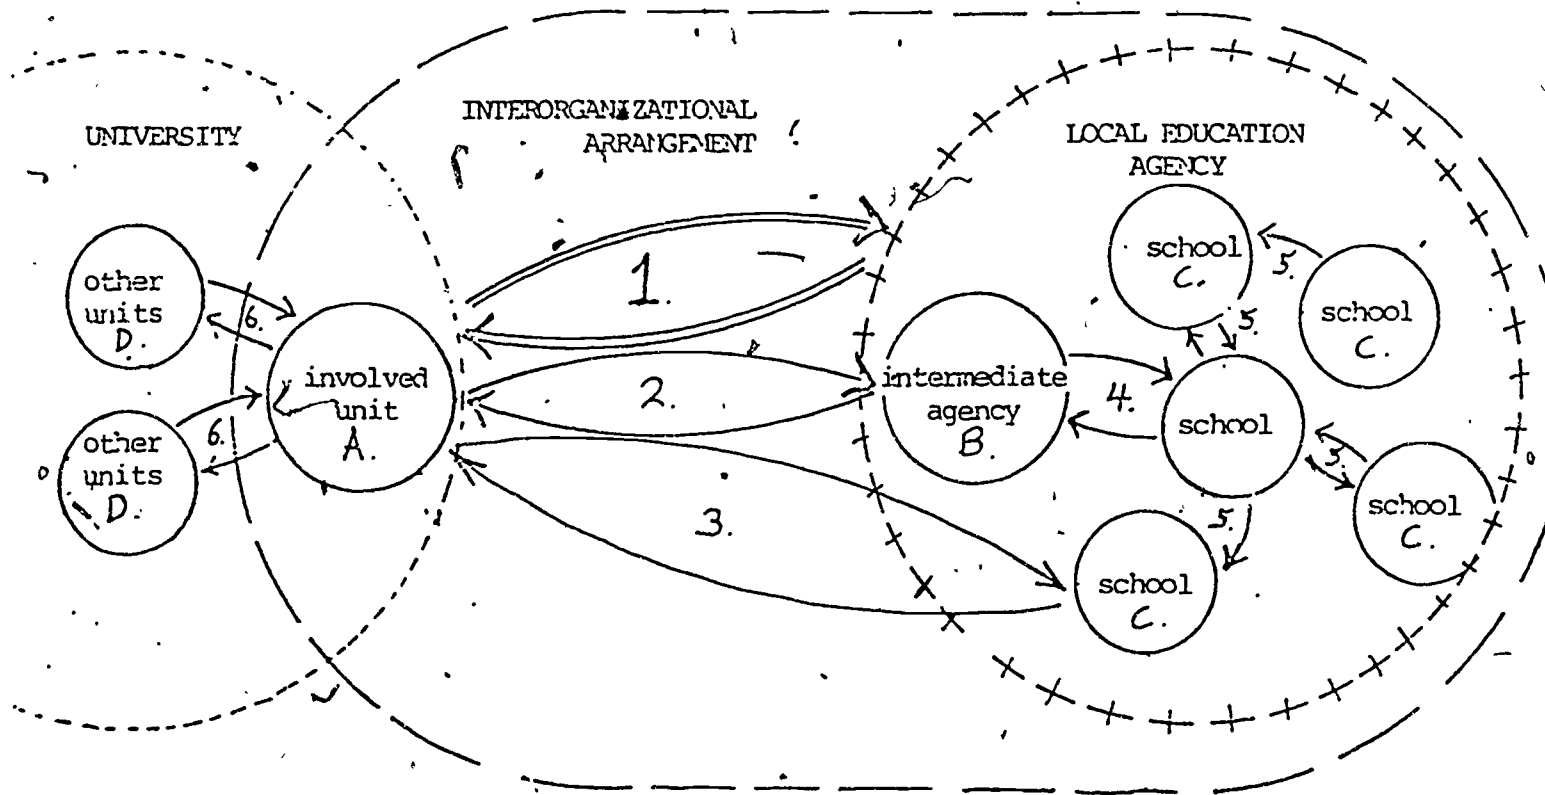 UNIVERSITY
INTERORGANIZATIONAL
ARRANGEMENT
LOCAL EDUCATION
AGENCY
other
units
D.
6.
other
units
D.
6.
involved
unit
A.
1.
2.
3.
intermediate
agency
B.
4.
school
C.
5.
school
C.
5.
school
5.
school
C.
5.
school
C.